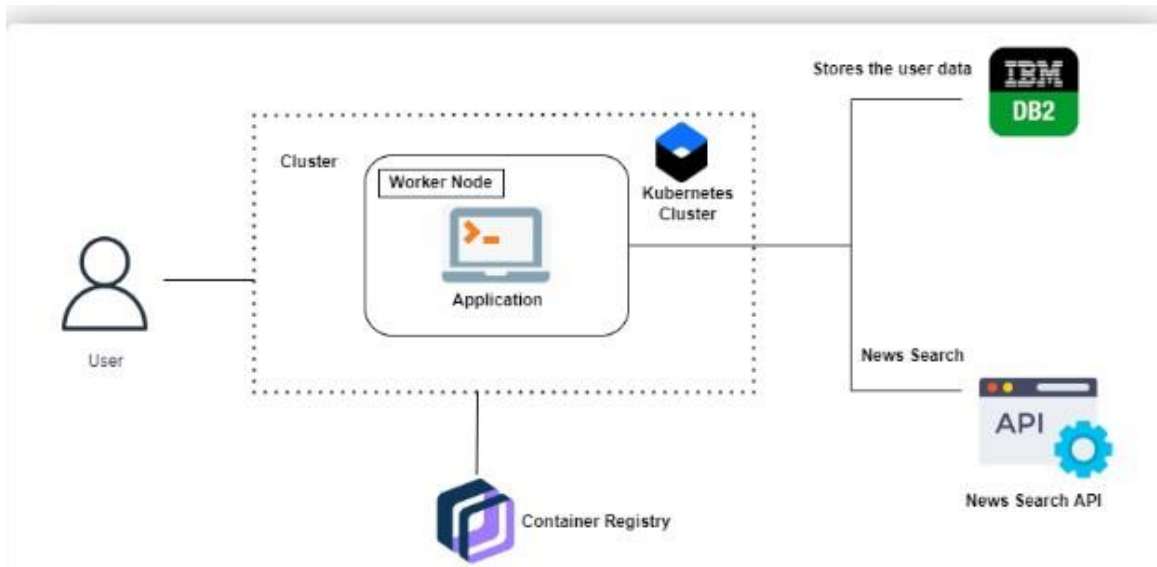 Stores the user data
IBM
DB2
Cluster
Worker Node
Kubernetes
Cluster
Application
User
News Search
API
News Search API
Container Registry